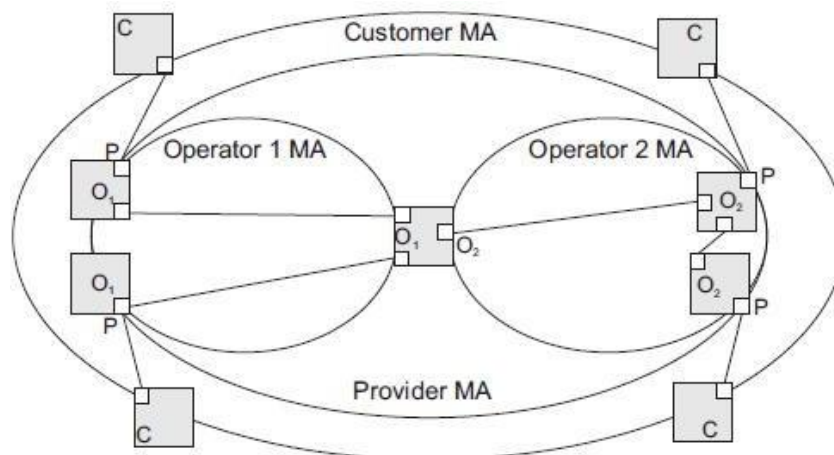 C
Customer MA
C
P
Operator 1 MA
Operator 2 MA
P
O₁
O₂
O₁
O₂
O₁
O₂
P
P
Provider MA
C
C